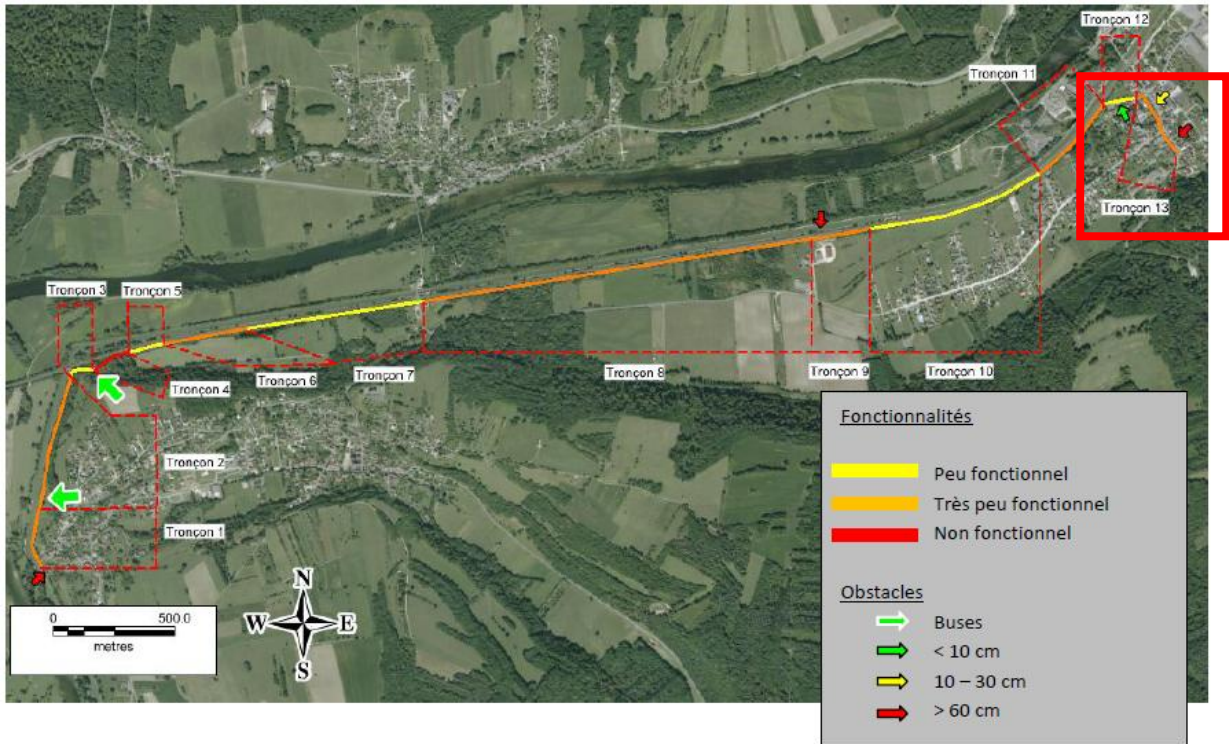 Tronçon 12
Tronçon 11
Tronçon 13
Tronçon 3
Tronçon 5
Tronçon 4
Tronçon 6
Tronçon 7
Tronçon 8
Tronçon 9
Tronçon 10
Tronçon 2
Tronçon 1
0 500.0
metres
N
W E
S
Fonctionnalités
Peu fonctionnel
Très peu fonctionnel
Non fonctionnel
Obstacles
Buses
< 10 cm
10 – 30 cm
> 60 cm